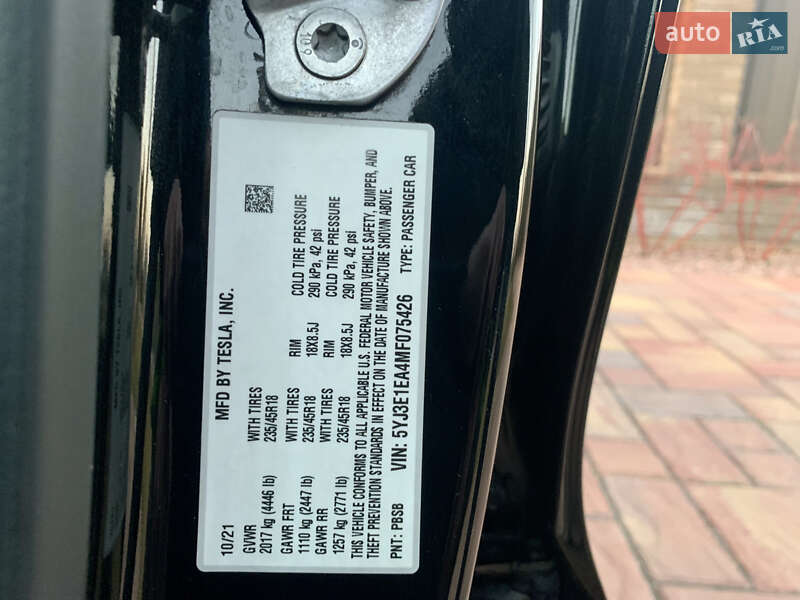 auto RIA .com
MFD BY TESLA, INC.
10/21
GVWR WITH TIRES RIM COLD TIRE PRESSURE
2017 kg (4446 lb) 235/45R18 18X8.5J 290 kPa, 42 psi
GAWR FRT WITH TIRES RIM COLD TIRE PRESSURE
1110 kg (2447 lb) 235/45R18 18X8.5J 290 kPa, 42 psi
GAWR RR WITH TIRES
1257 kg (2771 lb) 235/45R18
THIS VEHICLE CONFORMS TO ALL APPLICABLE U.S. FEDERAL MOTOR VEHICLE SAFETY, BUMPER, AND
THEFT PREVENTION STANDARDS IN EFFECT ON THE DATE OF MANUFACTURE SHOWN ABOVE.
PNT: PBSB VIN: 5YJ3E1EA4MF075426 TYPE: PASSENGER CAR